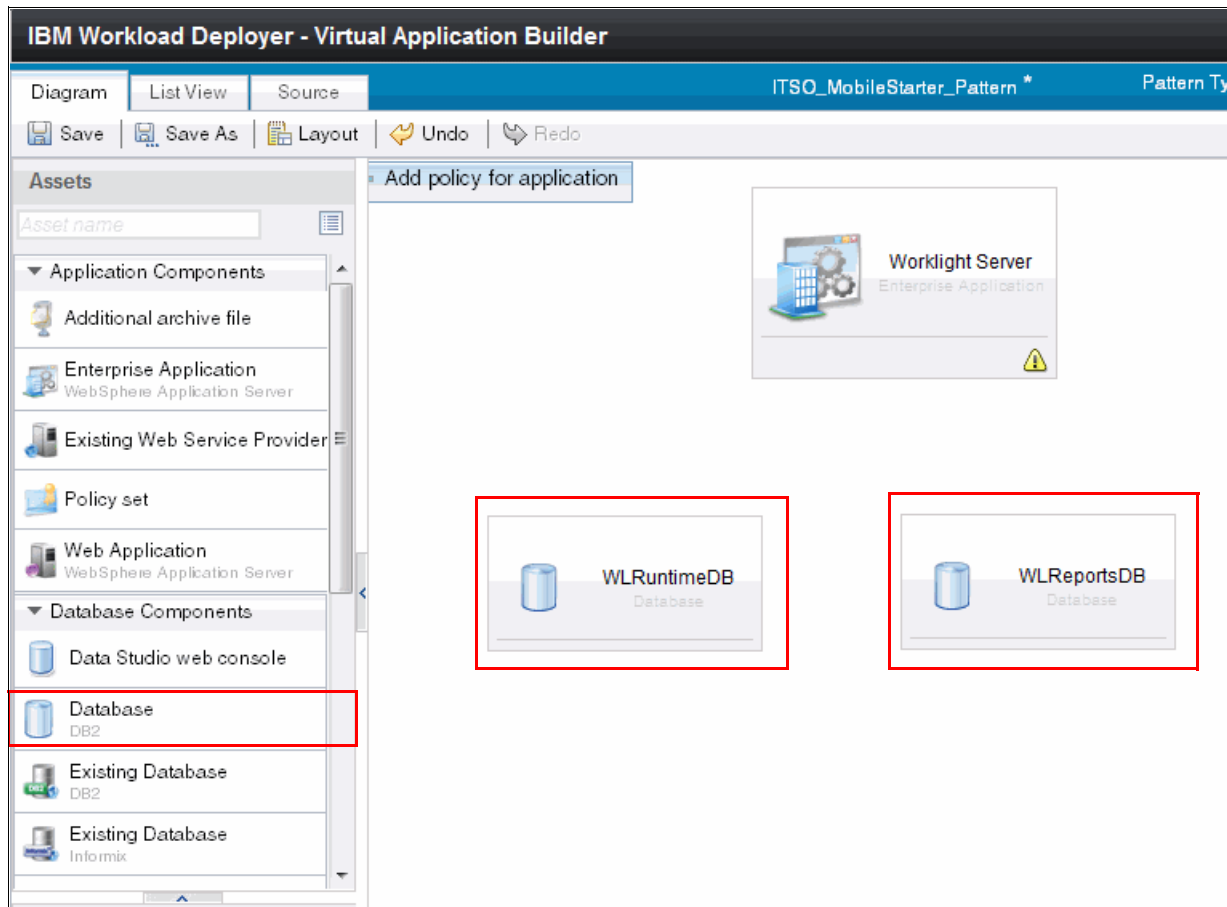 IBM Workload Deployer - Virtual Application Builder
Diagram
List View
Source
ITSO_MobileStarter_Pattern *
Pattern Ty
Save
Save As
Layout
Undo
Redo
Assets
Asset name
Add policy for application
Application Components
Additional archive file
Enterprise Application
WebSphere Application Server
Existing Web Service Provider
Policy set
Web Application
WebSphere Application Server
Database Components
Data Studio web console
Database
DB2
Existing Database
DB2
Existing Database
Informix
Worklight Server
Enterprise Application
WLRuntimeDB
Database
WLReportsDB
Database